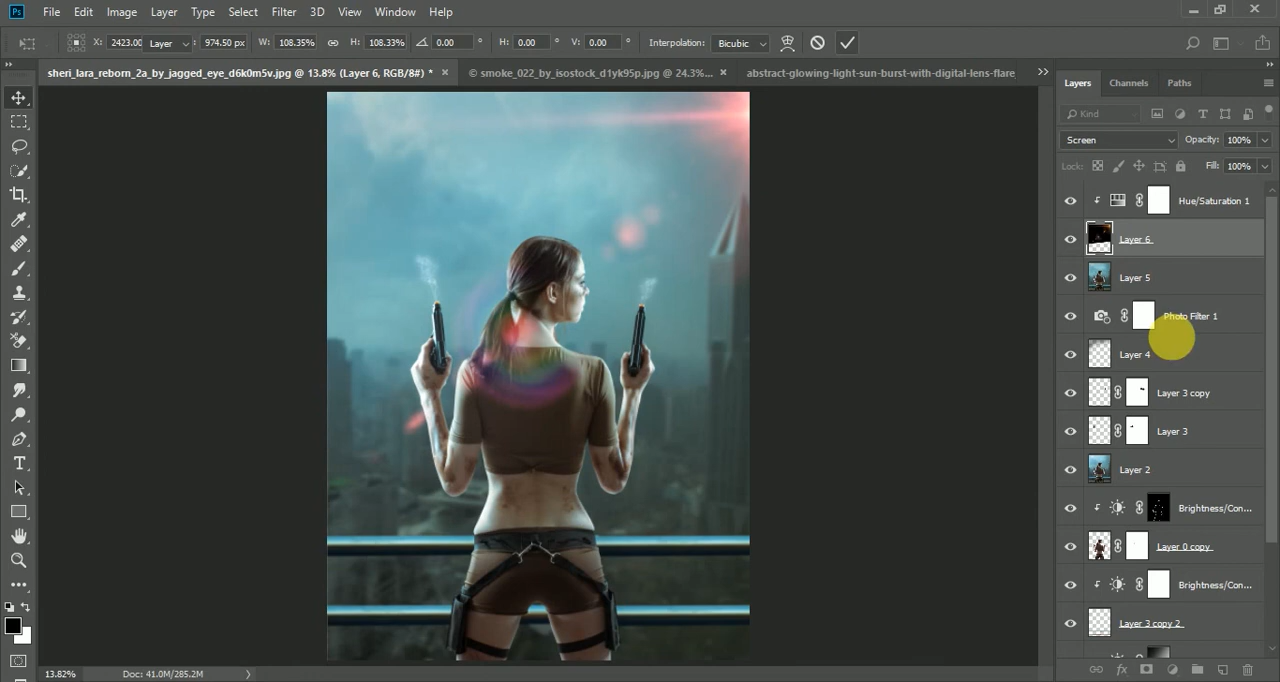 Ps File Edit Image Layer Type Select Filter 3D View Window Help
X: 2423.00 Layer : 974.50 px W: 108.35% H: 108.33% 0.00 ° H: 0.00 ° V: 0.00 ° Interpolation: Bicubic
sheri_lara_reborn_2a_by_jagged_eye_d6k0m5v.jpg @ 13.8% (Layer 6, RGB/8#) * × © smoke_022_by_isostock_d1yk95p.jpg @ 24.3%... × abstract-glowing-light-sun-burst-with-digital-lens-flare
Layers Channels Paths
Kind
Screen Opacity: 100%
Lock: Fill: 100%
Hue/Saturation 1
Layer 6
Layer 5
Photo Filter 1
Layer 4
Layer 3 copy
Layer 3
Layer 2
Brightness/Con...
Layer 0 copy
Brightness/Con...
Layer 3 copy 2
13.82% Doc: 41.0M/285.2M